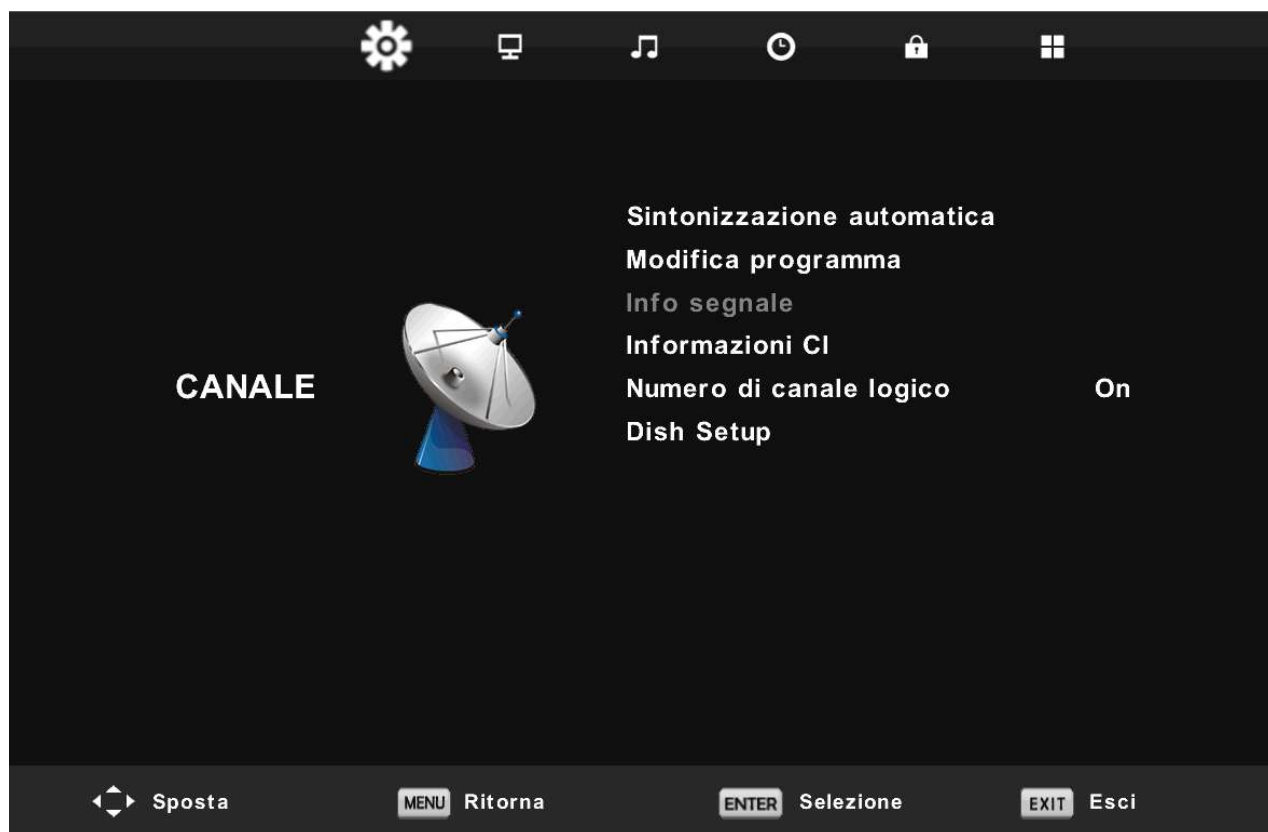 Sintonizzazione automatica
Modifica programma
Info segnale
Informazioni CI
CANALE
Numero di canale logico On
Dish Setup
Sposta MENU Ritorna ENTER Selezione EXIT Esci